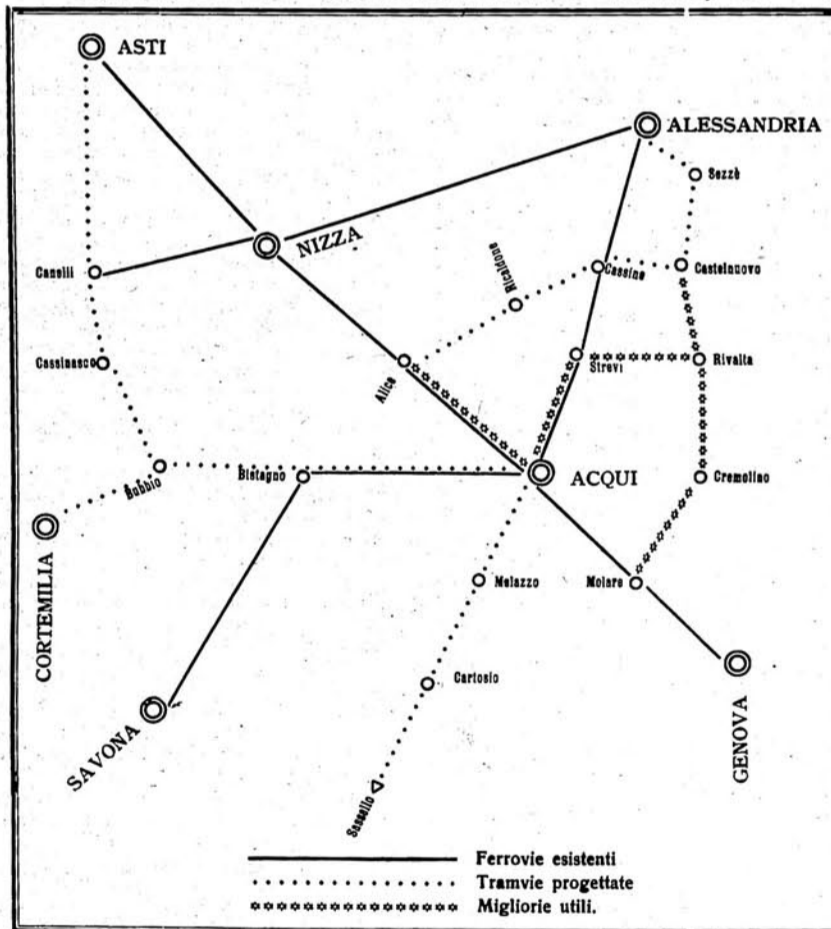 ASTI
ALESSANDRIA
Sezzè
NIZZA
Ricaldone
Canelli
Cassine
Castelnuovo
Cassinasco
Alice
Strevi
Rivalta
Bubbio
Bistagno
ACQUI
Cremolino
CORTEMILIA
Melazzo
Molare
Cartosio
SAVONA
GENOVA
Sassello
Ferrovie esistenti
Tramvie progettate
Migliorie utili.